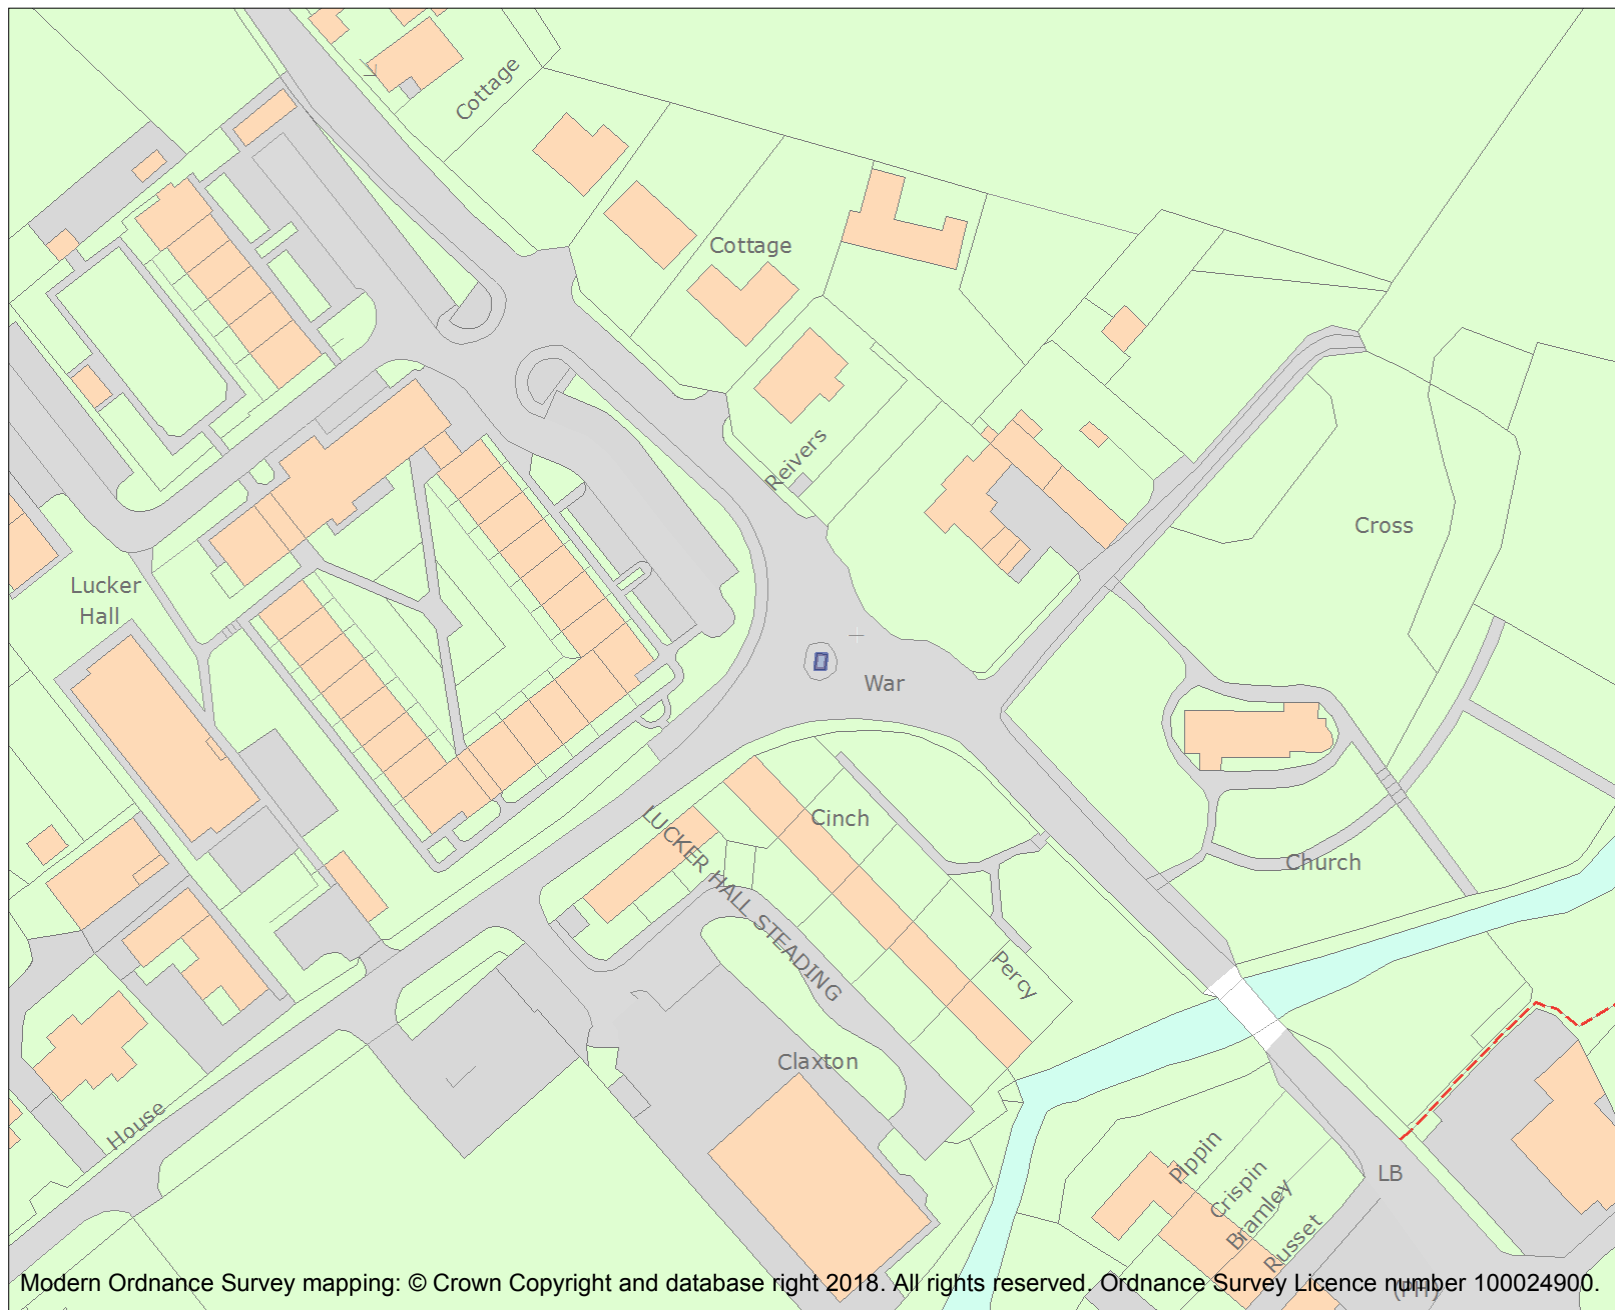 Cottage
Cottage
Reivers
Cross
Lucker
Hall
War
Cinch
LUCKER HALL STEADING
Church
Percy
Claxton
House
Pippin
Crispin
Bramley
Russet
LB
(PH)
Modern Ordnance Survey mapping: © Crown Copyright and database right 2018. All rights reserved. Ordnance Survey Licence number 100024900.